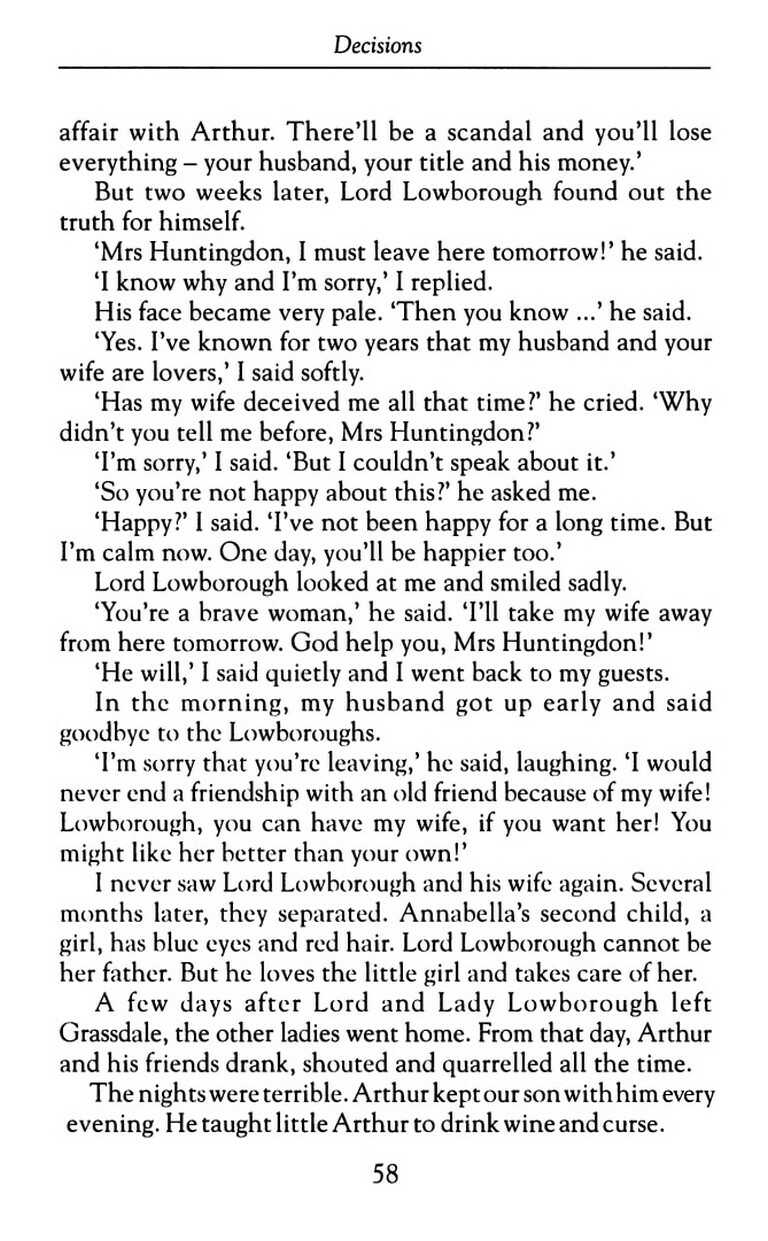 Decisions
affair with Arthur. There'll be a scandal and you'll lose
everything – your husband, your title and his money.'
But two weeks later, Lord Lowborough found out the
truth for himself.
'Mrs Huntingdon, I must leave here tomorrow!' he said.
'I know why and I'm sorry,' I replied.
His face became very pale. 'Then you know ...' he said.
'Yes. I've known for two years that my husband and your
wife are lovers,' I said softly.
'Has my wife deceived me all that time?' he cried. 'Why
didn't you tell me before, Mrs Huntingdon?'
'I'm sorry,' I said. 'But I couldn't speak about it.'
'So you're not happy about this?' he asked me.
'Happy?' I said. 'I've not been happy for a long time. But
I'm calm now. One day, you'll be happier too.'
Lord Lowborough looked at me and smiled sadly.
'You're a brave woman,' he said. 'I'll take my wife away
from here tomorrow. God help you, Mrs Huntingdon!'
'He will,' I said quietly and I went back to my guests.
In the morning, my husband got up early and said
goodbye to the Lowboroughs.
'I'm sorry that you're leaving,' he said, laughing. 'I would
never end a friendship with an old friend because of my wife!
Lowborough, you can have my wife, if you want her! You
might like her better than your own!'
I never saw Lord Lowborough and his wife again. Several
months later, they separated. Annabella's second child, a
girl, has blue eyes and red hair. Lord Lowborough cannot be
her father. But he loves the little girl and takes care of her.
A few days after Lord and Lady Lowborough left
Grassdale, the other ladies went home. From that day, Arthur
and his friends drank, shouted and quarrelled all the time.
The nights were terrible. Arthur kept our son with him every
evening. He taught little Arthur to drink wine and curse.
58